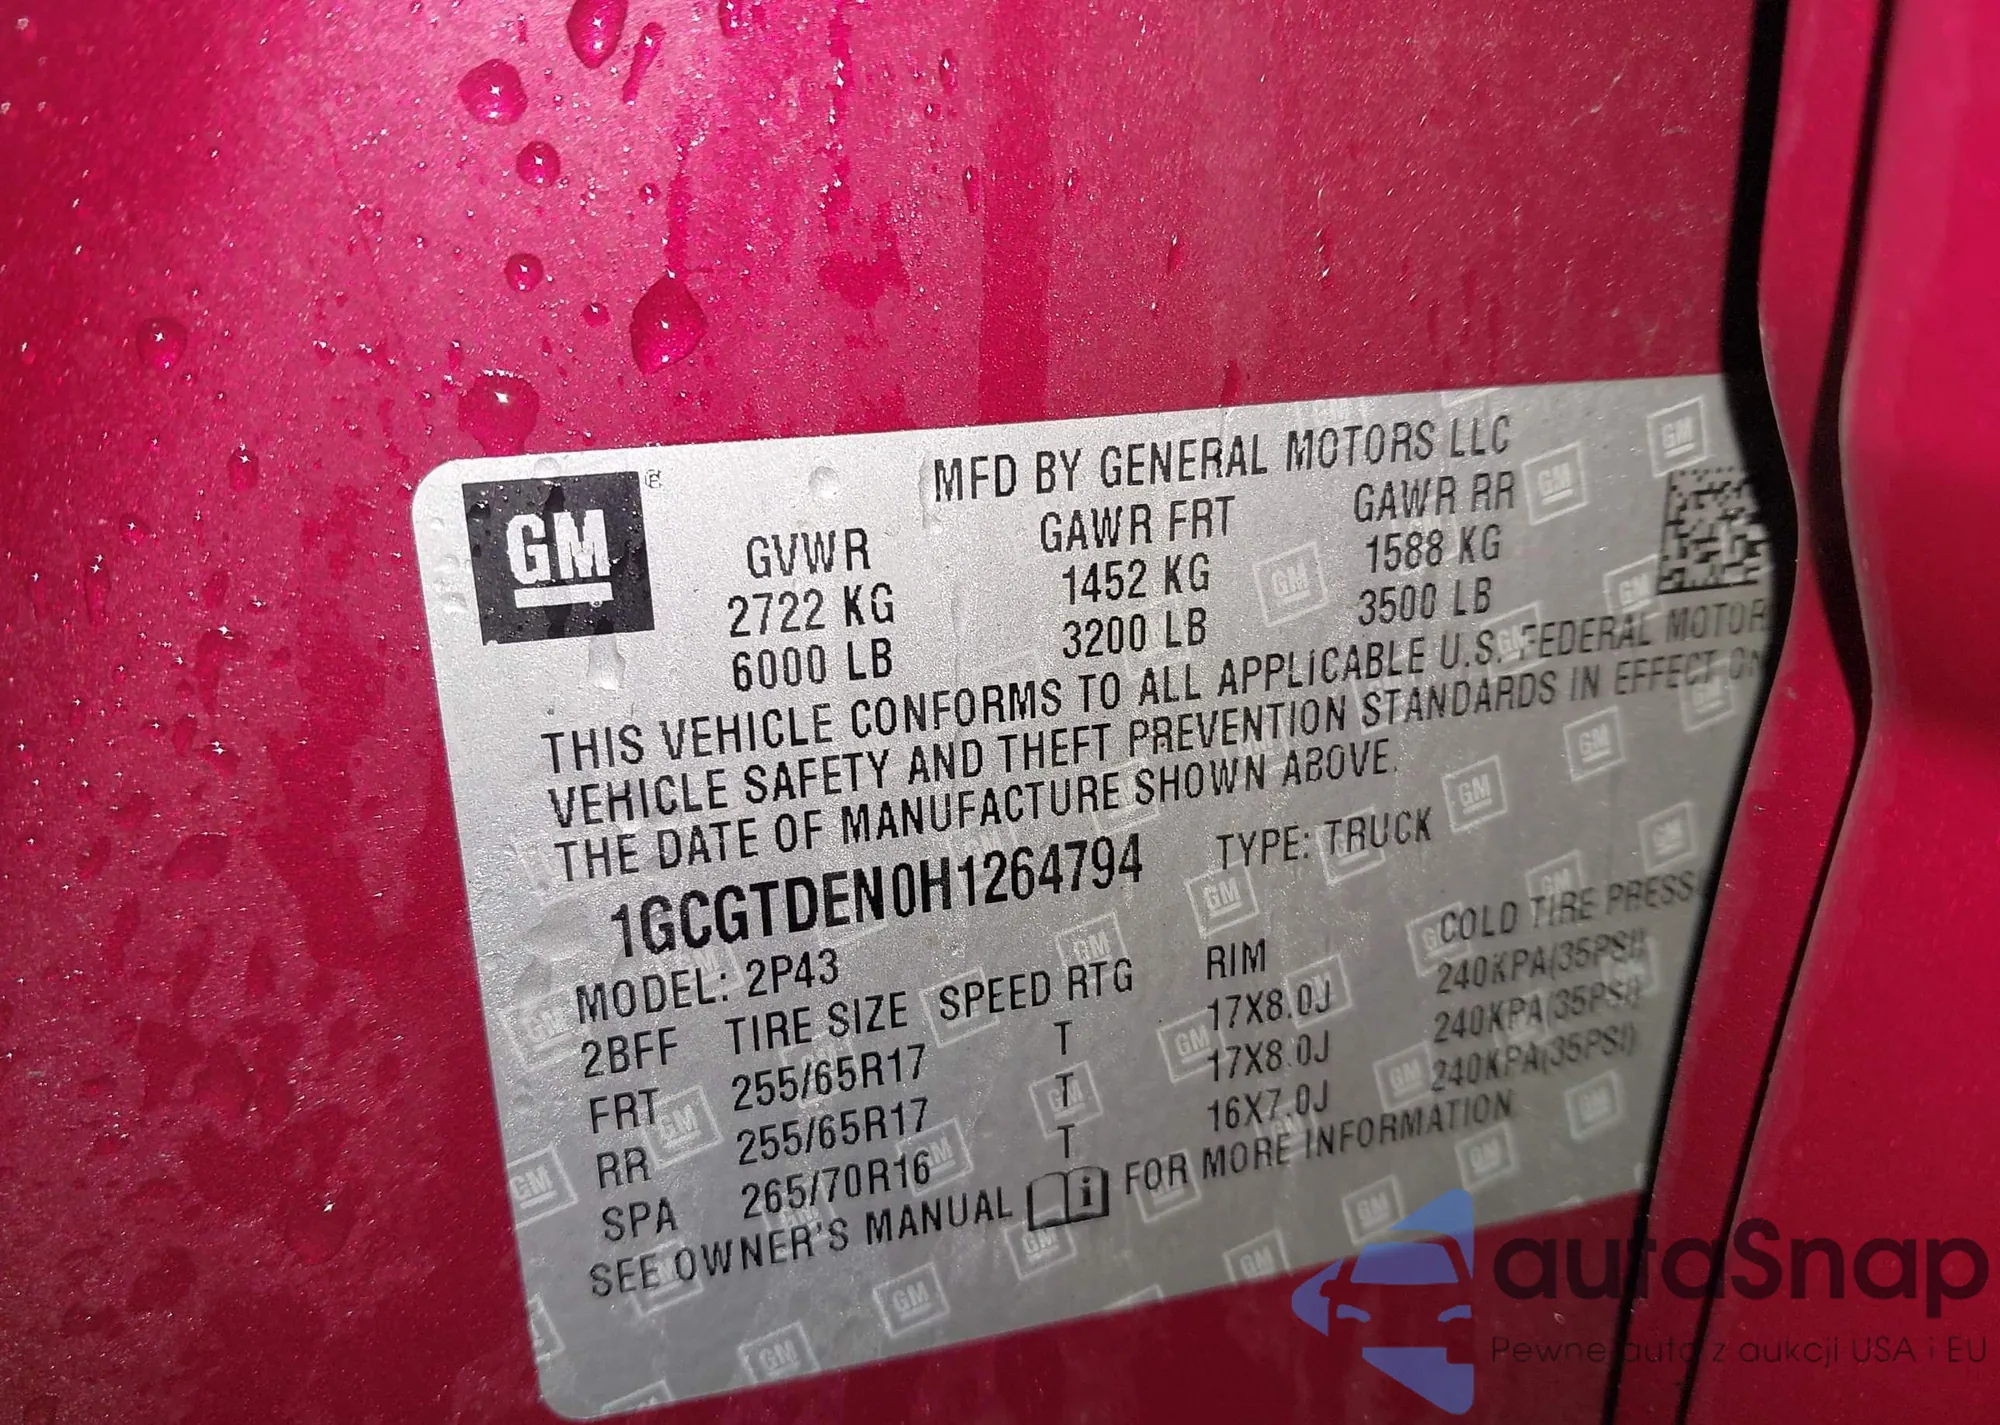 GM ®
MFD BY GENERAL MOTORS LLC
GVWR GAWR FRT GAWR RR
2722 KG 1452 KG 1588 KG
6000 LB 3200 LB 3500 LB
THIS VEHICLE CONFORMS TO ALL APPLICABLE U.S. FEDERAL MOTOR
VEHICLE SAFETY AND THEFT PREVENTION STANDARDS IN EFFECT ON
THE DATE OF MANUFACTURE SHOWN ABOVE.
1GCGTDEN0H1264794 TYPE: TRUCK
MODEL: 2P43
2BFF TIRE SIZE SPEED RTG RIM COLD TIRE PRESS
FRT 255/65R17 T 17X8.0J 240KPA(35PSI)
RR 255/65R17 T 17X8.0J 240KPA(35PSI)
SPA 265/70R16 T 16X7.0J 240KPA(35PSI)
SEE OWNER'S MANUAL FOR MORE INFORMATION
autoSnap
Pewne auto z aukcji USA i EU